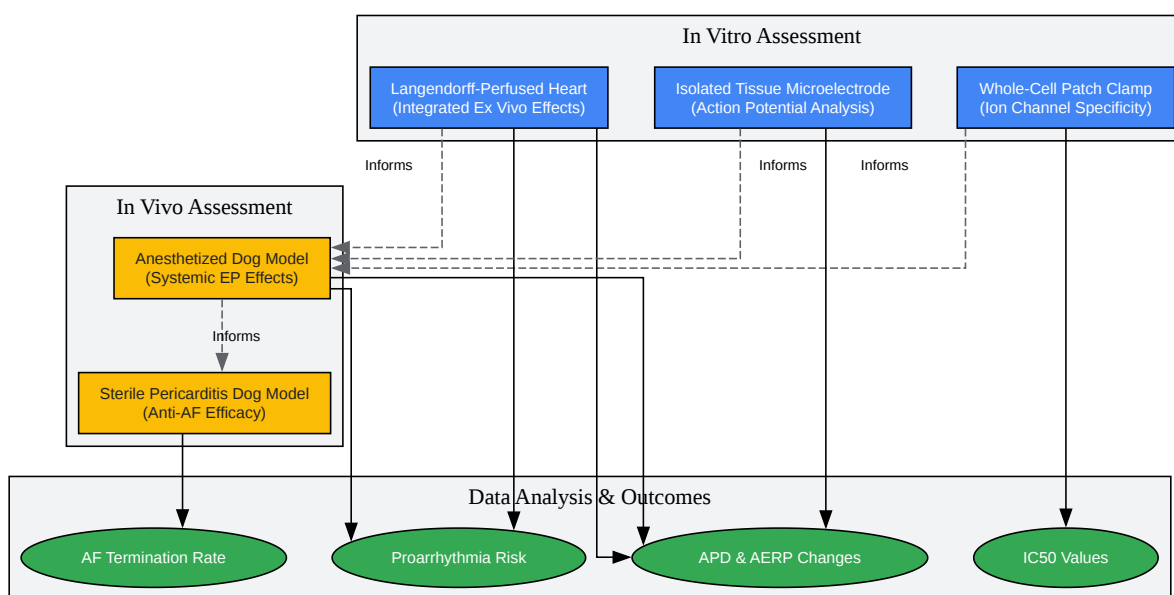 In Vitro Assessment
Langendorff-Perfused Heart
(Integrated Ex Vivo Effects)
Isolated Tissue Microelectrode
(Action Potential Analysis)
Whole-Cell Patch Clamp
(Ion Channel Specificity)
Informs
Informs
Informs
In Vivo Assessment
Anesthetized Dog Model
(Systemic EP Effects)
Informs
Sterile Pericarditis Dog Model
(Anti-AF Efficacy)
Data Analysis & Outcomes
AF Termination Rate
Proarrhythmia Risk
APD & AERP Changes
IC50 Values